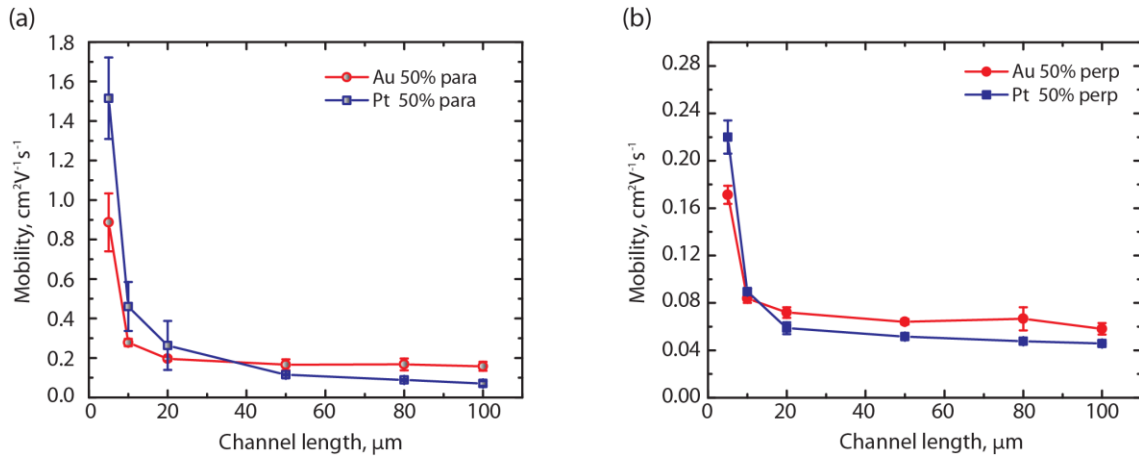 (a)
1.8
1.6
1.4
1.2
1.0
0.8
0.6
0.4
0.2
0.0
Mobility, cm²V⁻¹s⁻¹
Au 50% para
Pt 50% para
0 20 40 60 80 100
Channel length, μm
(b)
0.28
0.24
0.20
0.16
0.12
0.08
0.04
0.00
Mobility, cm²V⁻¹s⁻¹
Au 50% perp
Pt 50% perp
0 20 40 60 80 100
Channel length, μm